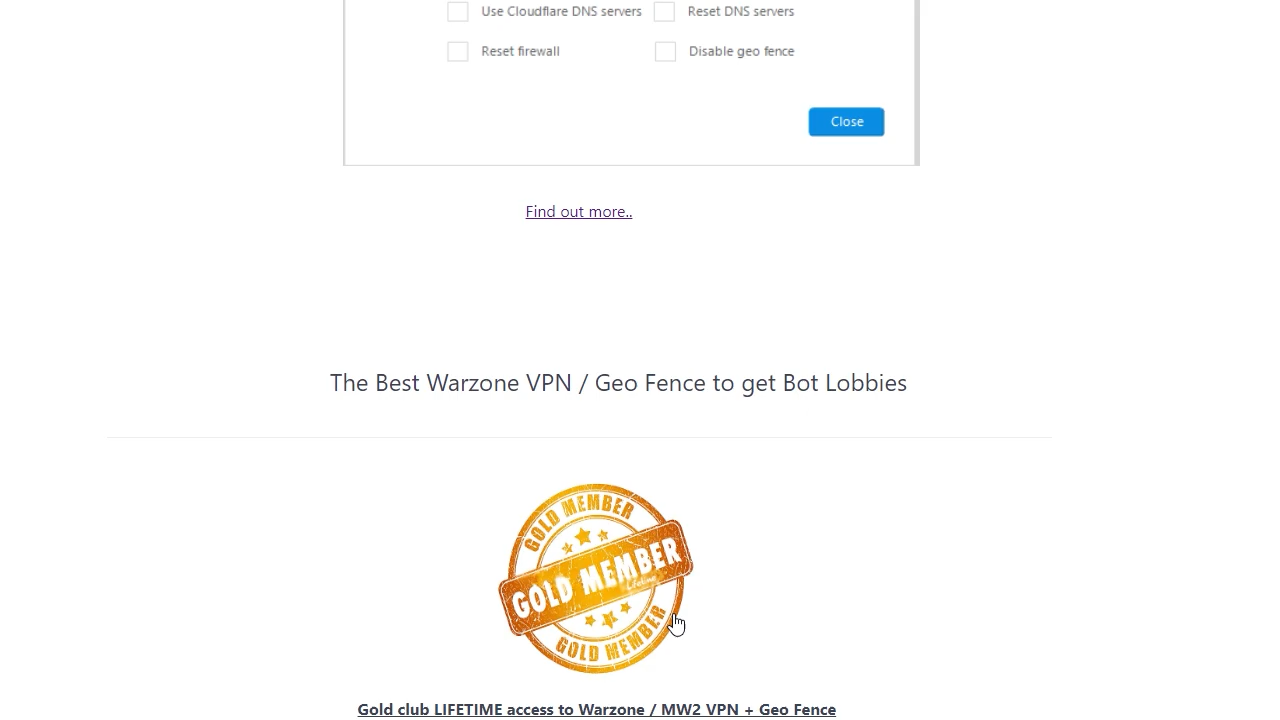 Use Cloudflare DNS servers Reset DNS servers
Reset firewall Disable geo fence
Close
Find out more..
The Best Warzone VPN / Geo Fence to get Bot Lobbies
GOLD MEMBER
GOLD MEMBER
Lifetime
GOLD MEMBER
Gold club LIFETIME access to Warzone / MW2 VPN + Geo Fence